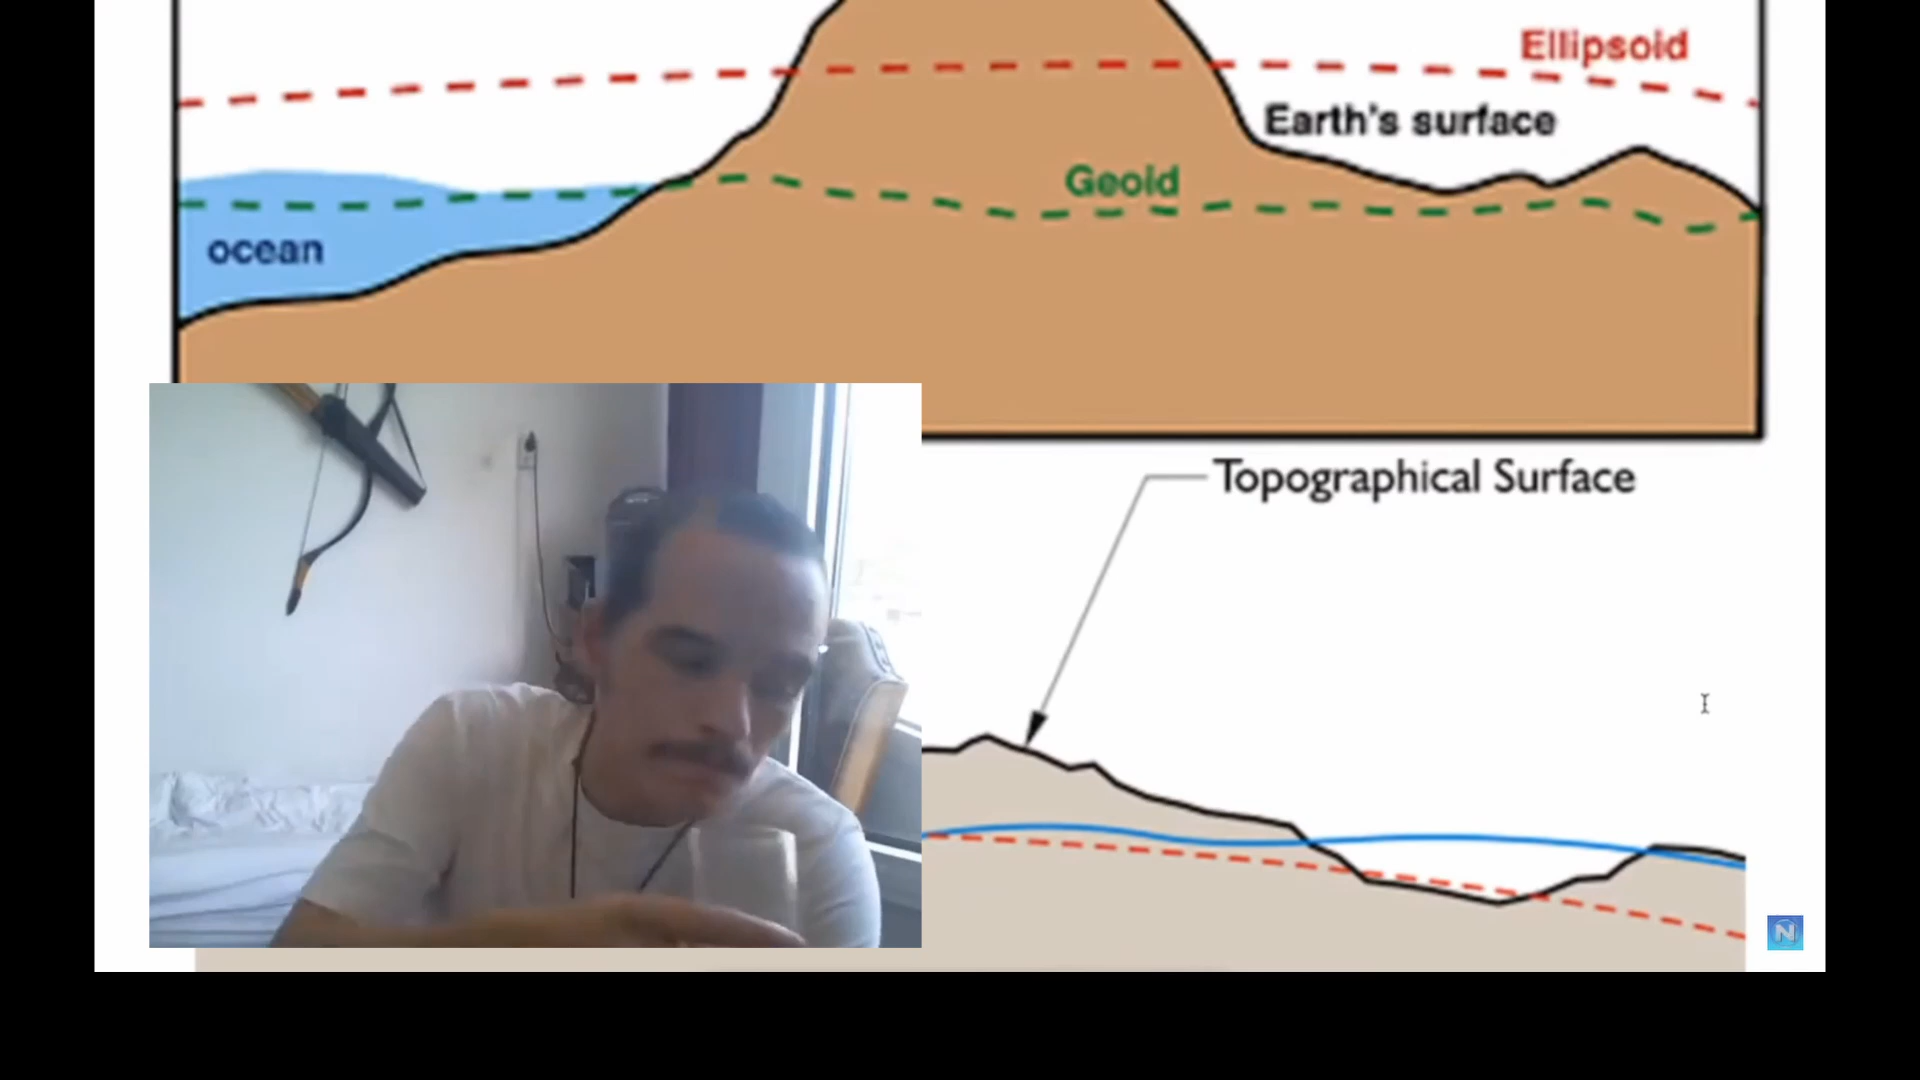 Ellipsoid
Earth's surface
Geoid
ocean
Topographical Surface
N